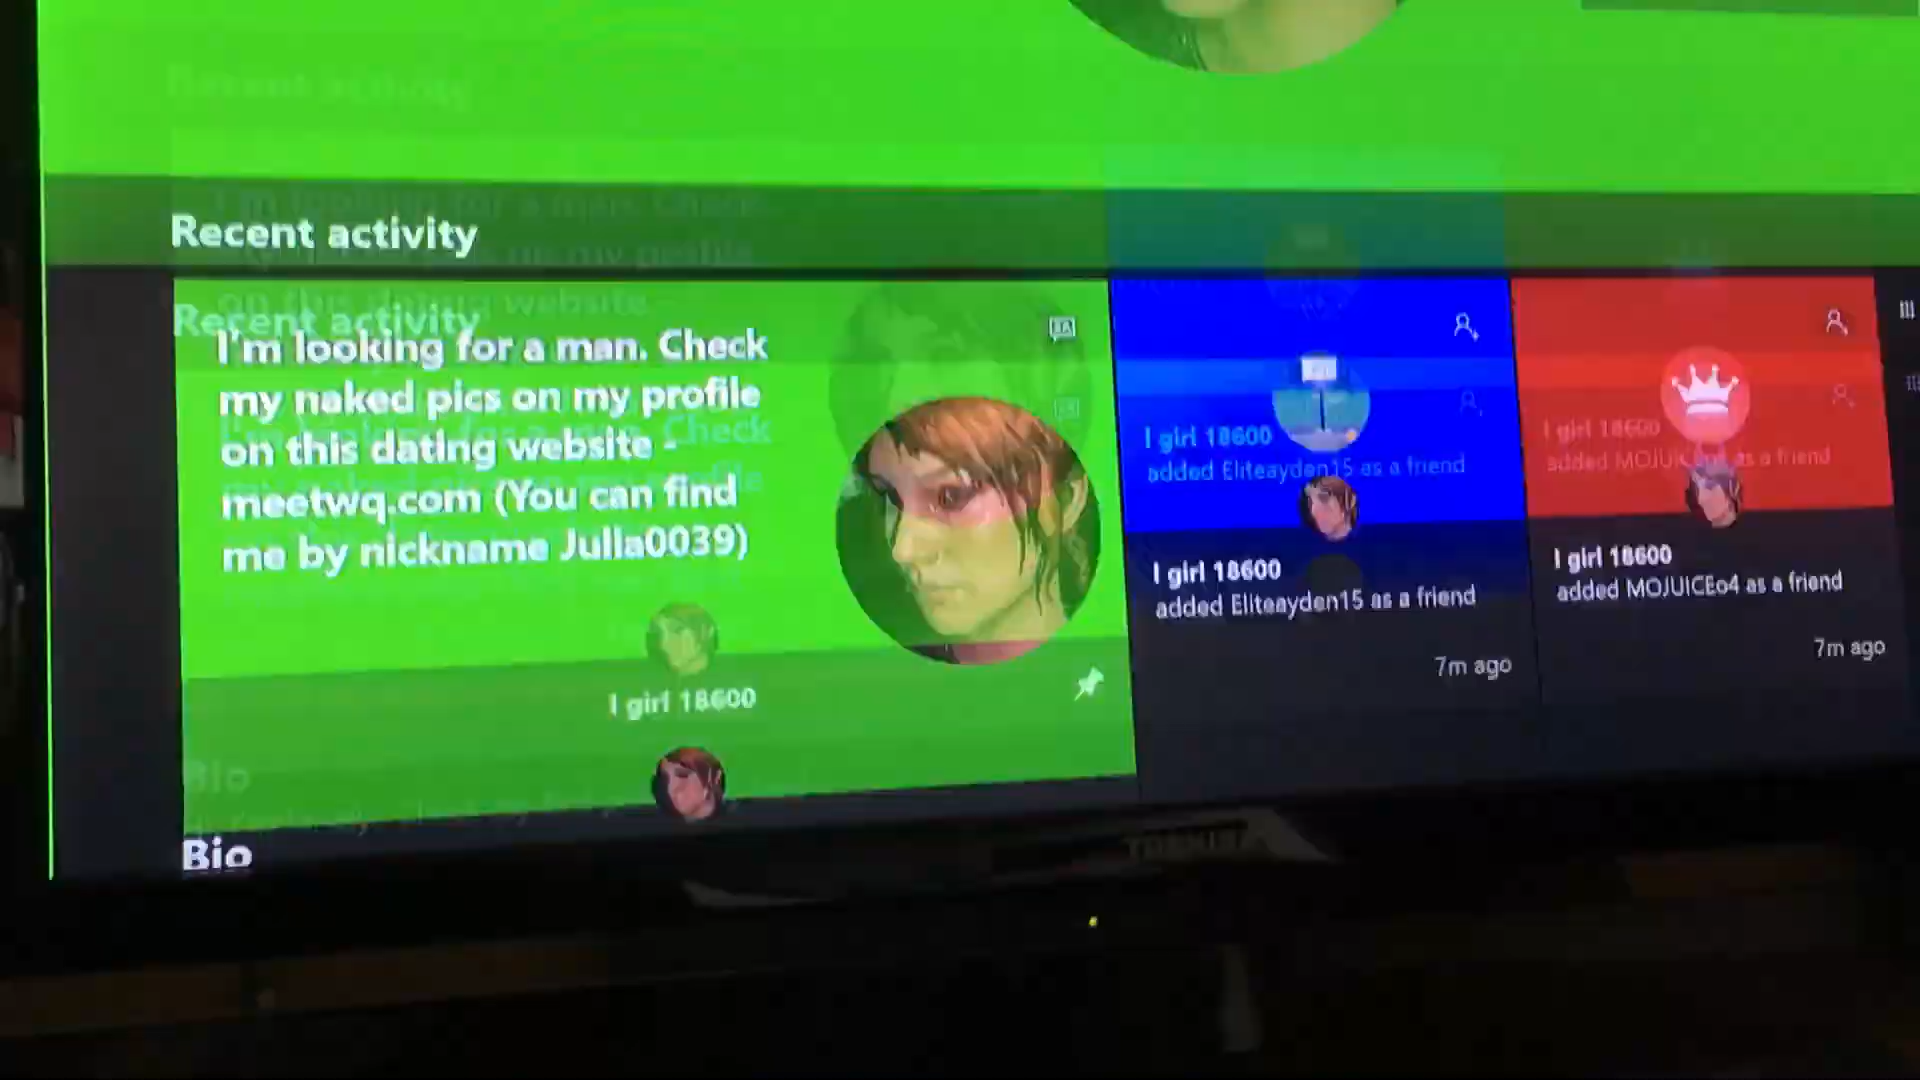 Recent activity
I'm looking for a man. Check
my naked pics on my profile
on this dating website -
meetwq.com (You can find
me by nickname Julia0039)
I girl 18600
I girl 18600
added Eliteayden15 as a friend
7m ago
I girl 18600
added MOJUICEo4 as a friend
7m ago
Bio
TOSHIBA